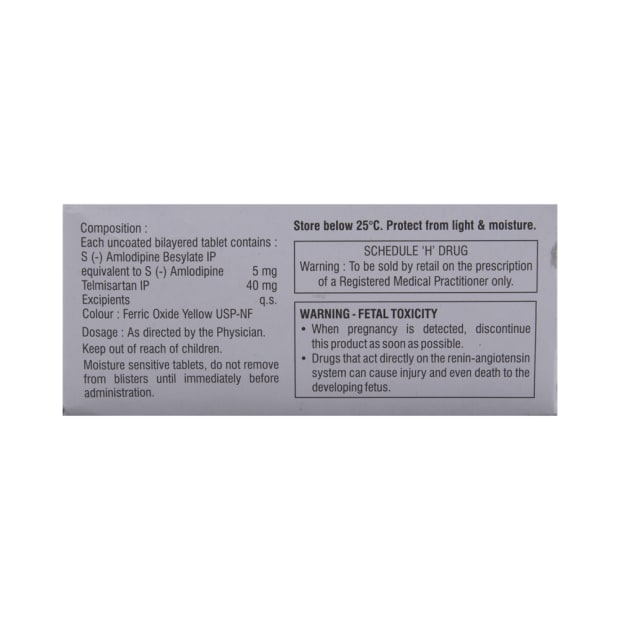 Composition :
Each uncoated bilayered tablet contains :
S (-) Amlodipine Besylate IP
equivalent to S (-) Amlodipine 5 mg
Telmisartan IP 40 mg
Excipients q.s.
Colour : Ferric Oxide Yellow USP-NF
Dosage : As directed by the Physician.
Keep out of reach of children.
Moisture sensitive tablets, do not remove
from blisters until immediately before
administration.
Store below 25°C. Protect from light & moisture.
SCHEDULE 'H' DRUG
Warning : To be sold by retail on the prescription
of a Registered Medical Practitioner only.
WARNING - FETAL TOXICITY
• When pregnancy is detected, discontinue
this product as soon as possible.
• Drugs that act directly on the renin-angiotensin
system can cause injury and even death to the
developing fetus.